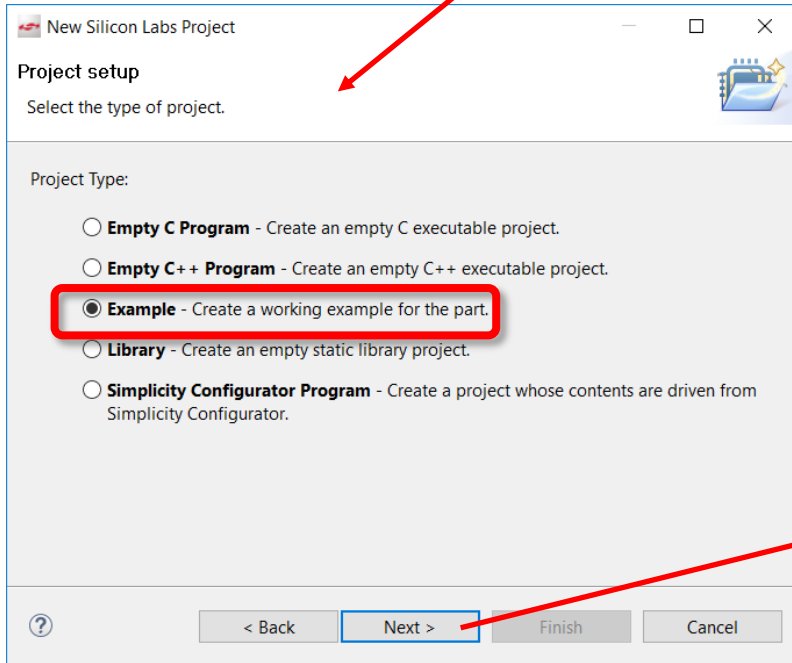 New Silicon Labs Project
Project setup
Select the type of project.
Project Type:
Empty C Program - Create an empty C executable project.
Empty C++ Program - Create an empty C++ executable project.
Example - Create a working example for the part.
Library - Create an empty static library project.
Simplicity Configurator Program - Create a project whose contents are driven from
Simplicity Configurator.
?
< Back
Next >
Finish
Cancel